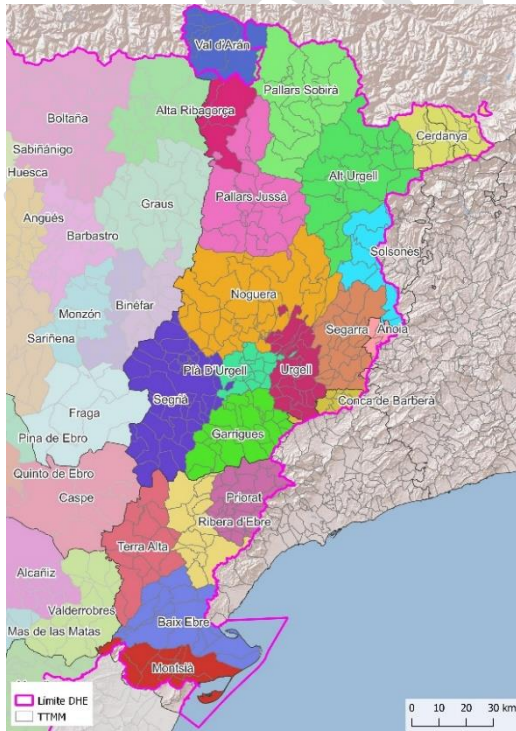 Val d'Arán
Pallars Sobirà
Alta Ribagorça
Boltaña
Cerdanya
Sabiñánigo
Alt Urgell
Huesca
Graus
Pallars Jussà
Angüés
Barbastro
Solsonès
Binéfar
Noguera
Monzón
Segarra
Anoia
Sariñena
Plà D'Urgell
Urgell
Segrià
Conca de Barberà
Fraga
Garrigues
Pina de Ebro
Quinto de Ebro
Caspe
Priorat
Ribera d'Ebre
Terra Alta
Alcañiz
Valderrobres
Baix Ebre
Mas de las Matas
Montsià
Límite DHE
TTMM
0 10 20 30 km